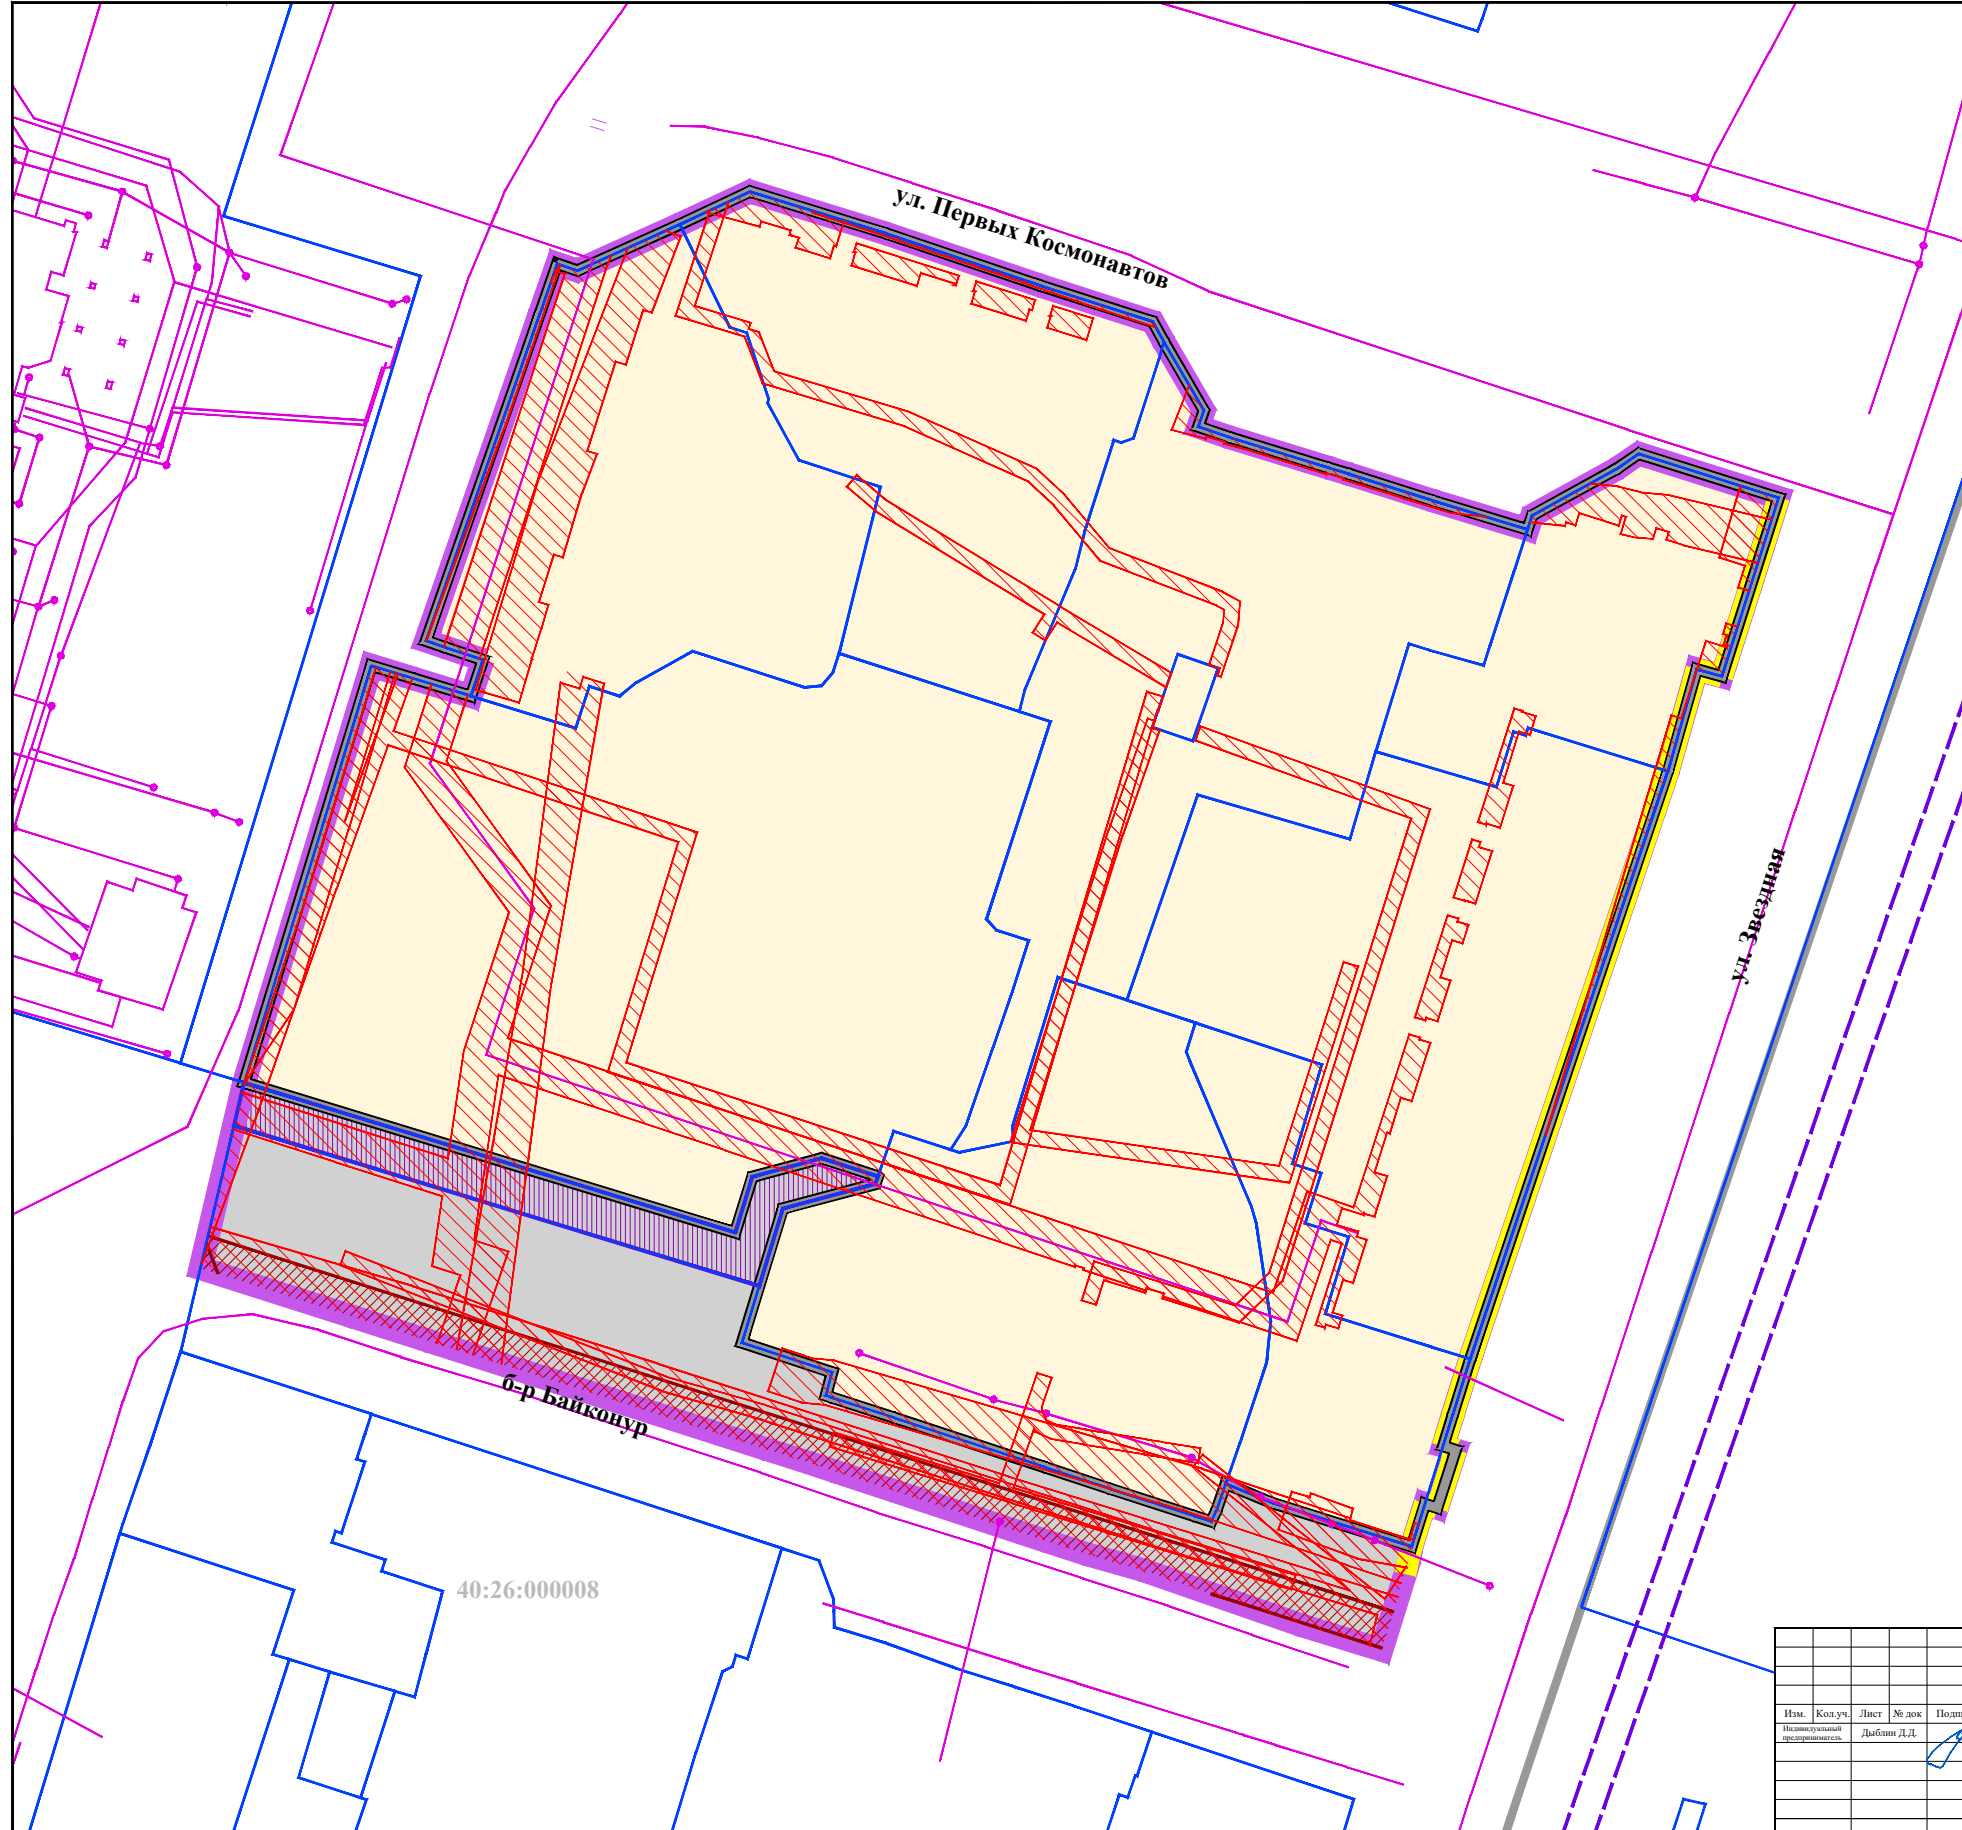 ул. Первых Космонавтов
ул. Звездная
б-р Байконур
40:26:000008
Изм. Кол.уч. Лист № док
Индивидуальный
предприниматель
Дыблин Д.Д.